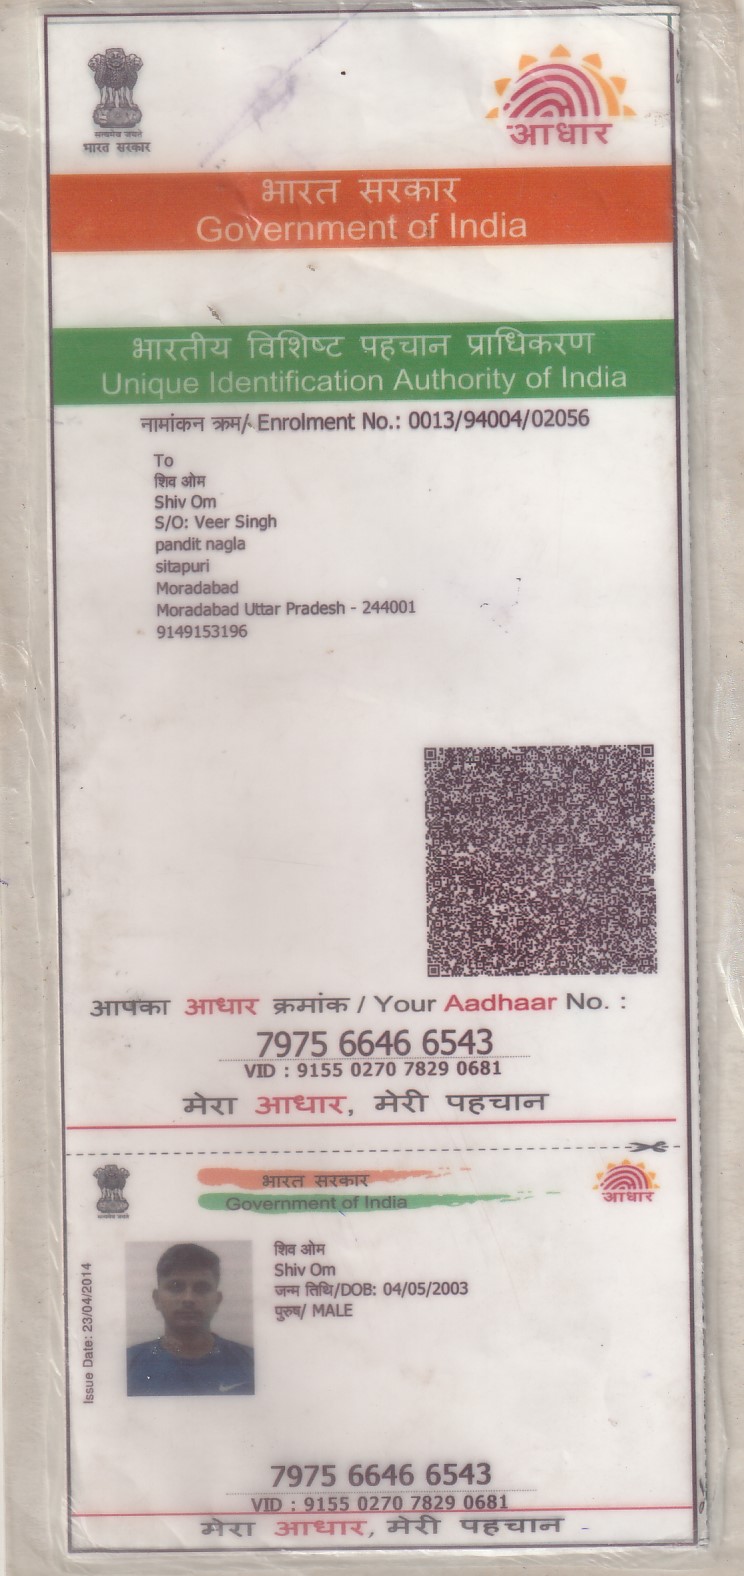 सत्यमेव जयते
भारत सरकार
आधार
भारत सरकार
Government of India
भारतीय विशिष्ट पहचान प्राधिकरण
Unique Identification Authority of India
नामांकन क्रम/ Enrolment No.: 0013/94004/02056
To
शिव ओम
Shiv Om
S/O: Veer Singh
pandit nagla
sitapuri
Moradabad
Moradabad Uttar Pradesh - 244001
9149153196
आपका आधार क्रमांक / Your Aadhaar No. :
7975 6646 6543
VID : 9155 0270 7829 0681
मेरा आधार, मेरी पहचान
भारत सरकार
Government of India
आधार
शिव ओम
Shiv Om
जन्म तिथि/DOB: 04/05/2003
पुरुष/ MALE
Issue Date: 23/04/2014
7975 6646 6543
VID : 9155 0270 7829 0681
मेरा आधार, मेरी पहचान